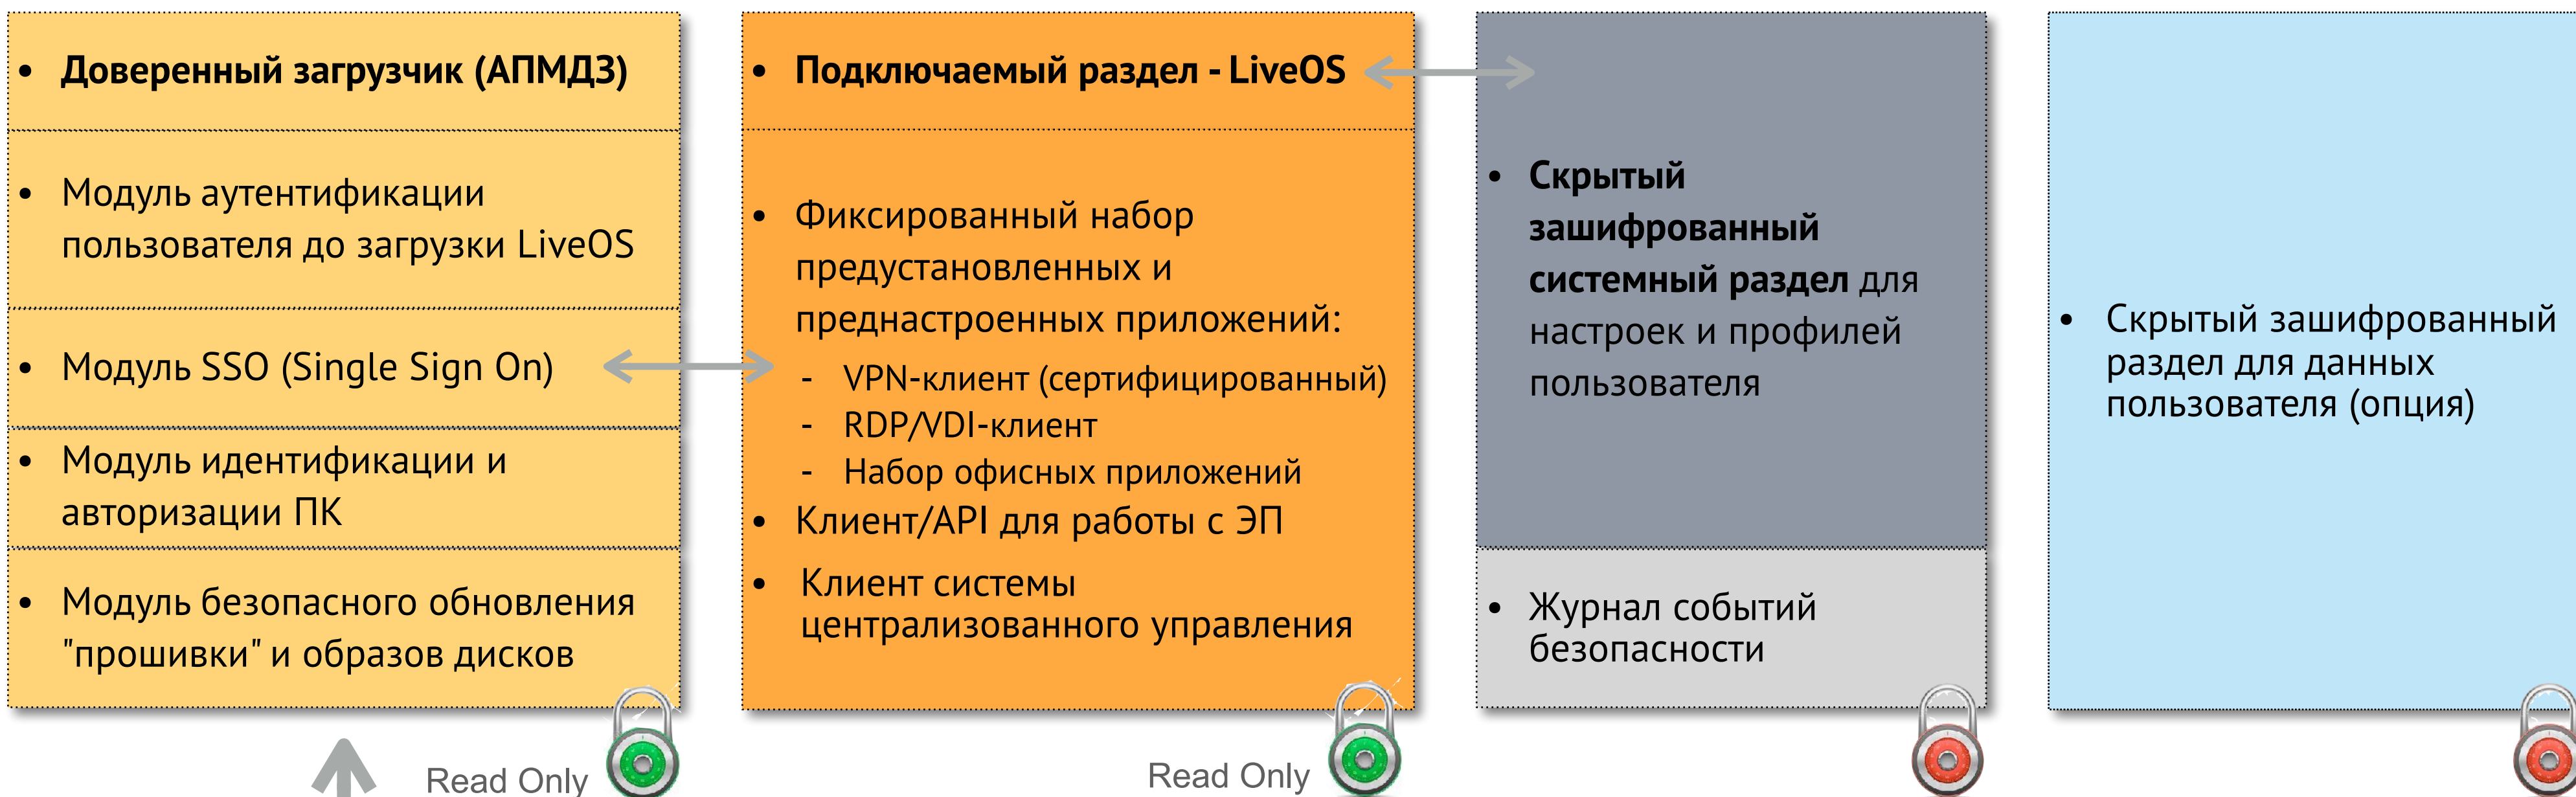 • Доверенный загрузчик (АПМДЗ)
• Модуль аутентификации
пользователя до загрузки LiveOS
• Модуль SSO (Single Sign On)
• Модуль идентификации и
авторизации ПК
• Модуль безопасного обновления
"прошивки" и образов дисков
Read Only
• Подключаемый раздел - LiveOS
• Фиксированный набор
предустановленных и
преднастроенных приложений:
- VPN-клиент (сертифицированный)
- RDP/VDI-клиент
- Набор офисных приложений
• Клиент/API для работы с ЭП
• Клиент системы
централизованного управления
Read Only
• Скрытый
зашифрованный
системный раздел для
настроек и профилей
пользователя
• Журнал событий
безопасности
• Скрытый зашифрованный
раздел для данных
пользователя (опция)